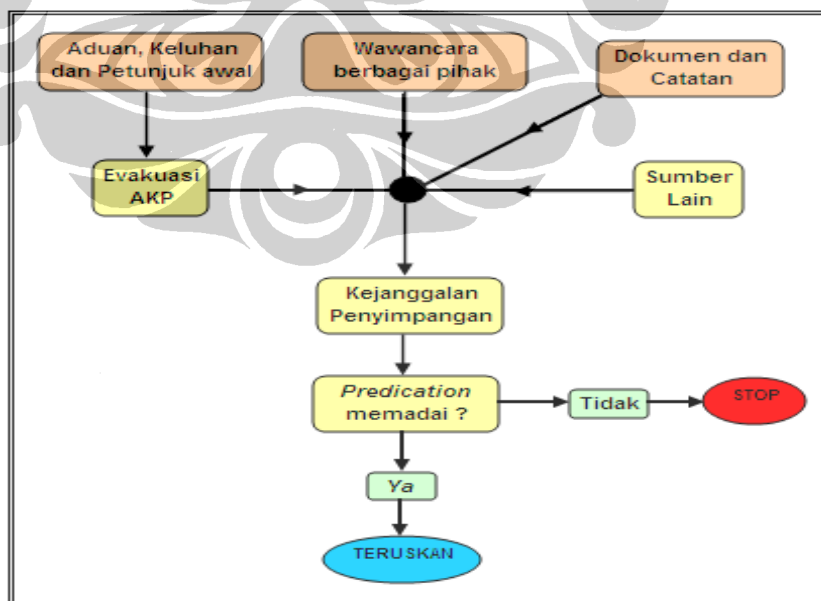 Aduan, Keluhan
dan Petunjuk awal
Wawancara
berbagai pihak
Dokumen dan
Catatan
Evakuasi
AKP
Sumber
Lain
Kejanggalan
Penyimpangan
Predication
memadai ?
Tidak
STOP
Ya
TERUSKAN